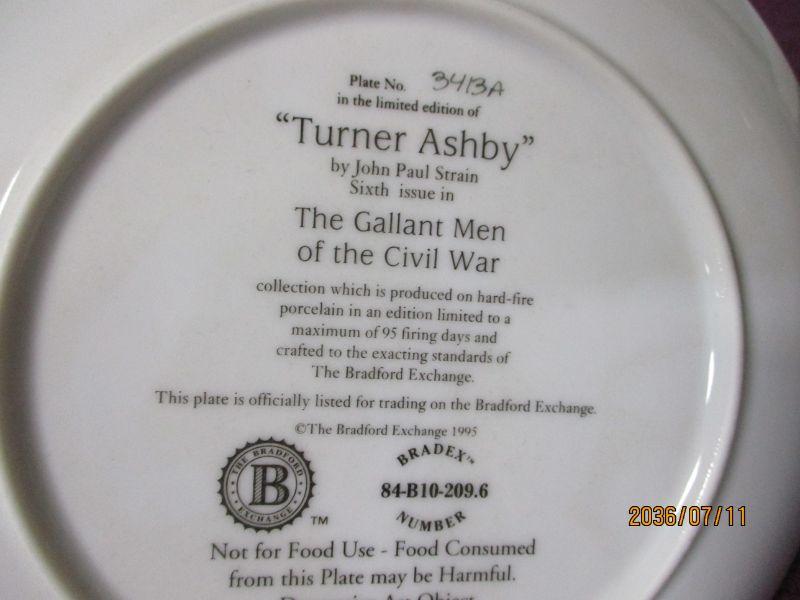 Plate No. 3413A
in the limited edition of
"Turner Ashby"
by John Paul Strain
Sixth issue in
The Gallant Men
of the Civil War
collection which is produced on hard-fire
porcelain in an edition limited to a
maximum of 95 firing days and
crafted to the exacting standards of
The Bradford Exchange.
This plate is officially listed for trading on the Bradford Exchange.
©The Bradford Exchange 1995
THE BRADFORD
B
EXCHANGE
TM
BRADEX™
84-B10-209.6
NUMBER
2036/07/11
Not for Food Use - Food Consumed
from this Plate may be Harmful.
Decorative Art Object